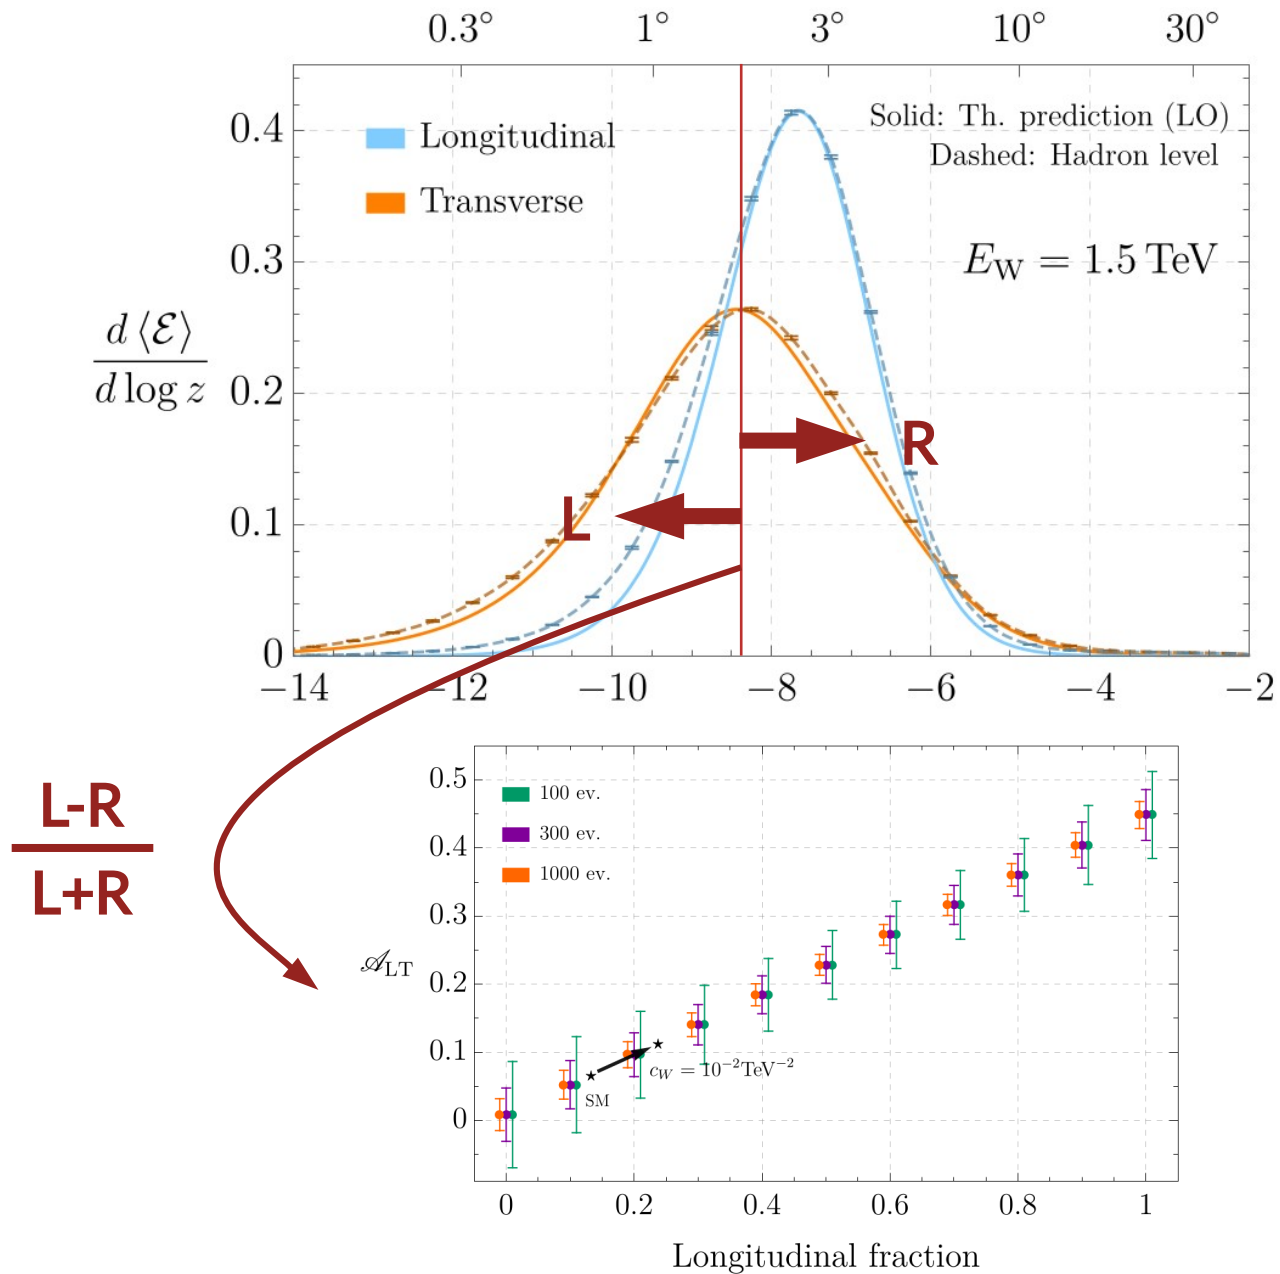 0.3° 1° 3° 10° 30°
0.4
0.3
0.2
0.1
0
Longitudinal
Transverse
Solid: Th. prediction (LO)
Dashed: Hadron level
E_W = 1.5 TeV
d⟨ℰ⟩
d log z
R
L
−14 −12 −10 −8 −6 −4 −2
L-R
L+R
0.5
0.4
0.3
0.2
0.1
0
100 ev.
300 ev.
1000 ev.
𝒜_LT
c_W = 10⁻²TeV⁻²
SM
0 0.2 0.4 0.6 0.8 1
Longitudinal fraction